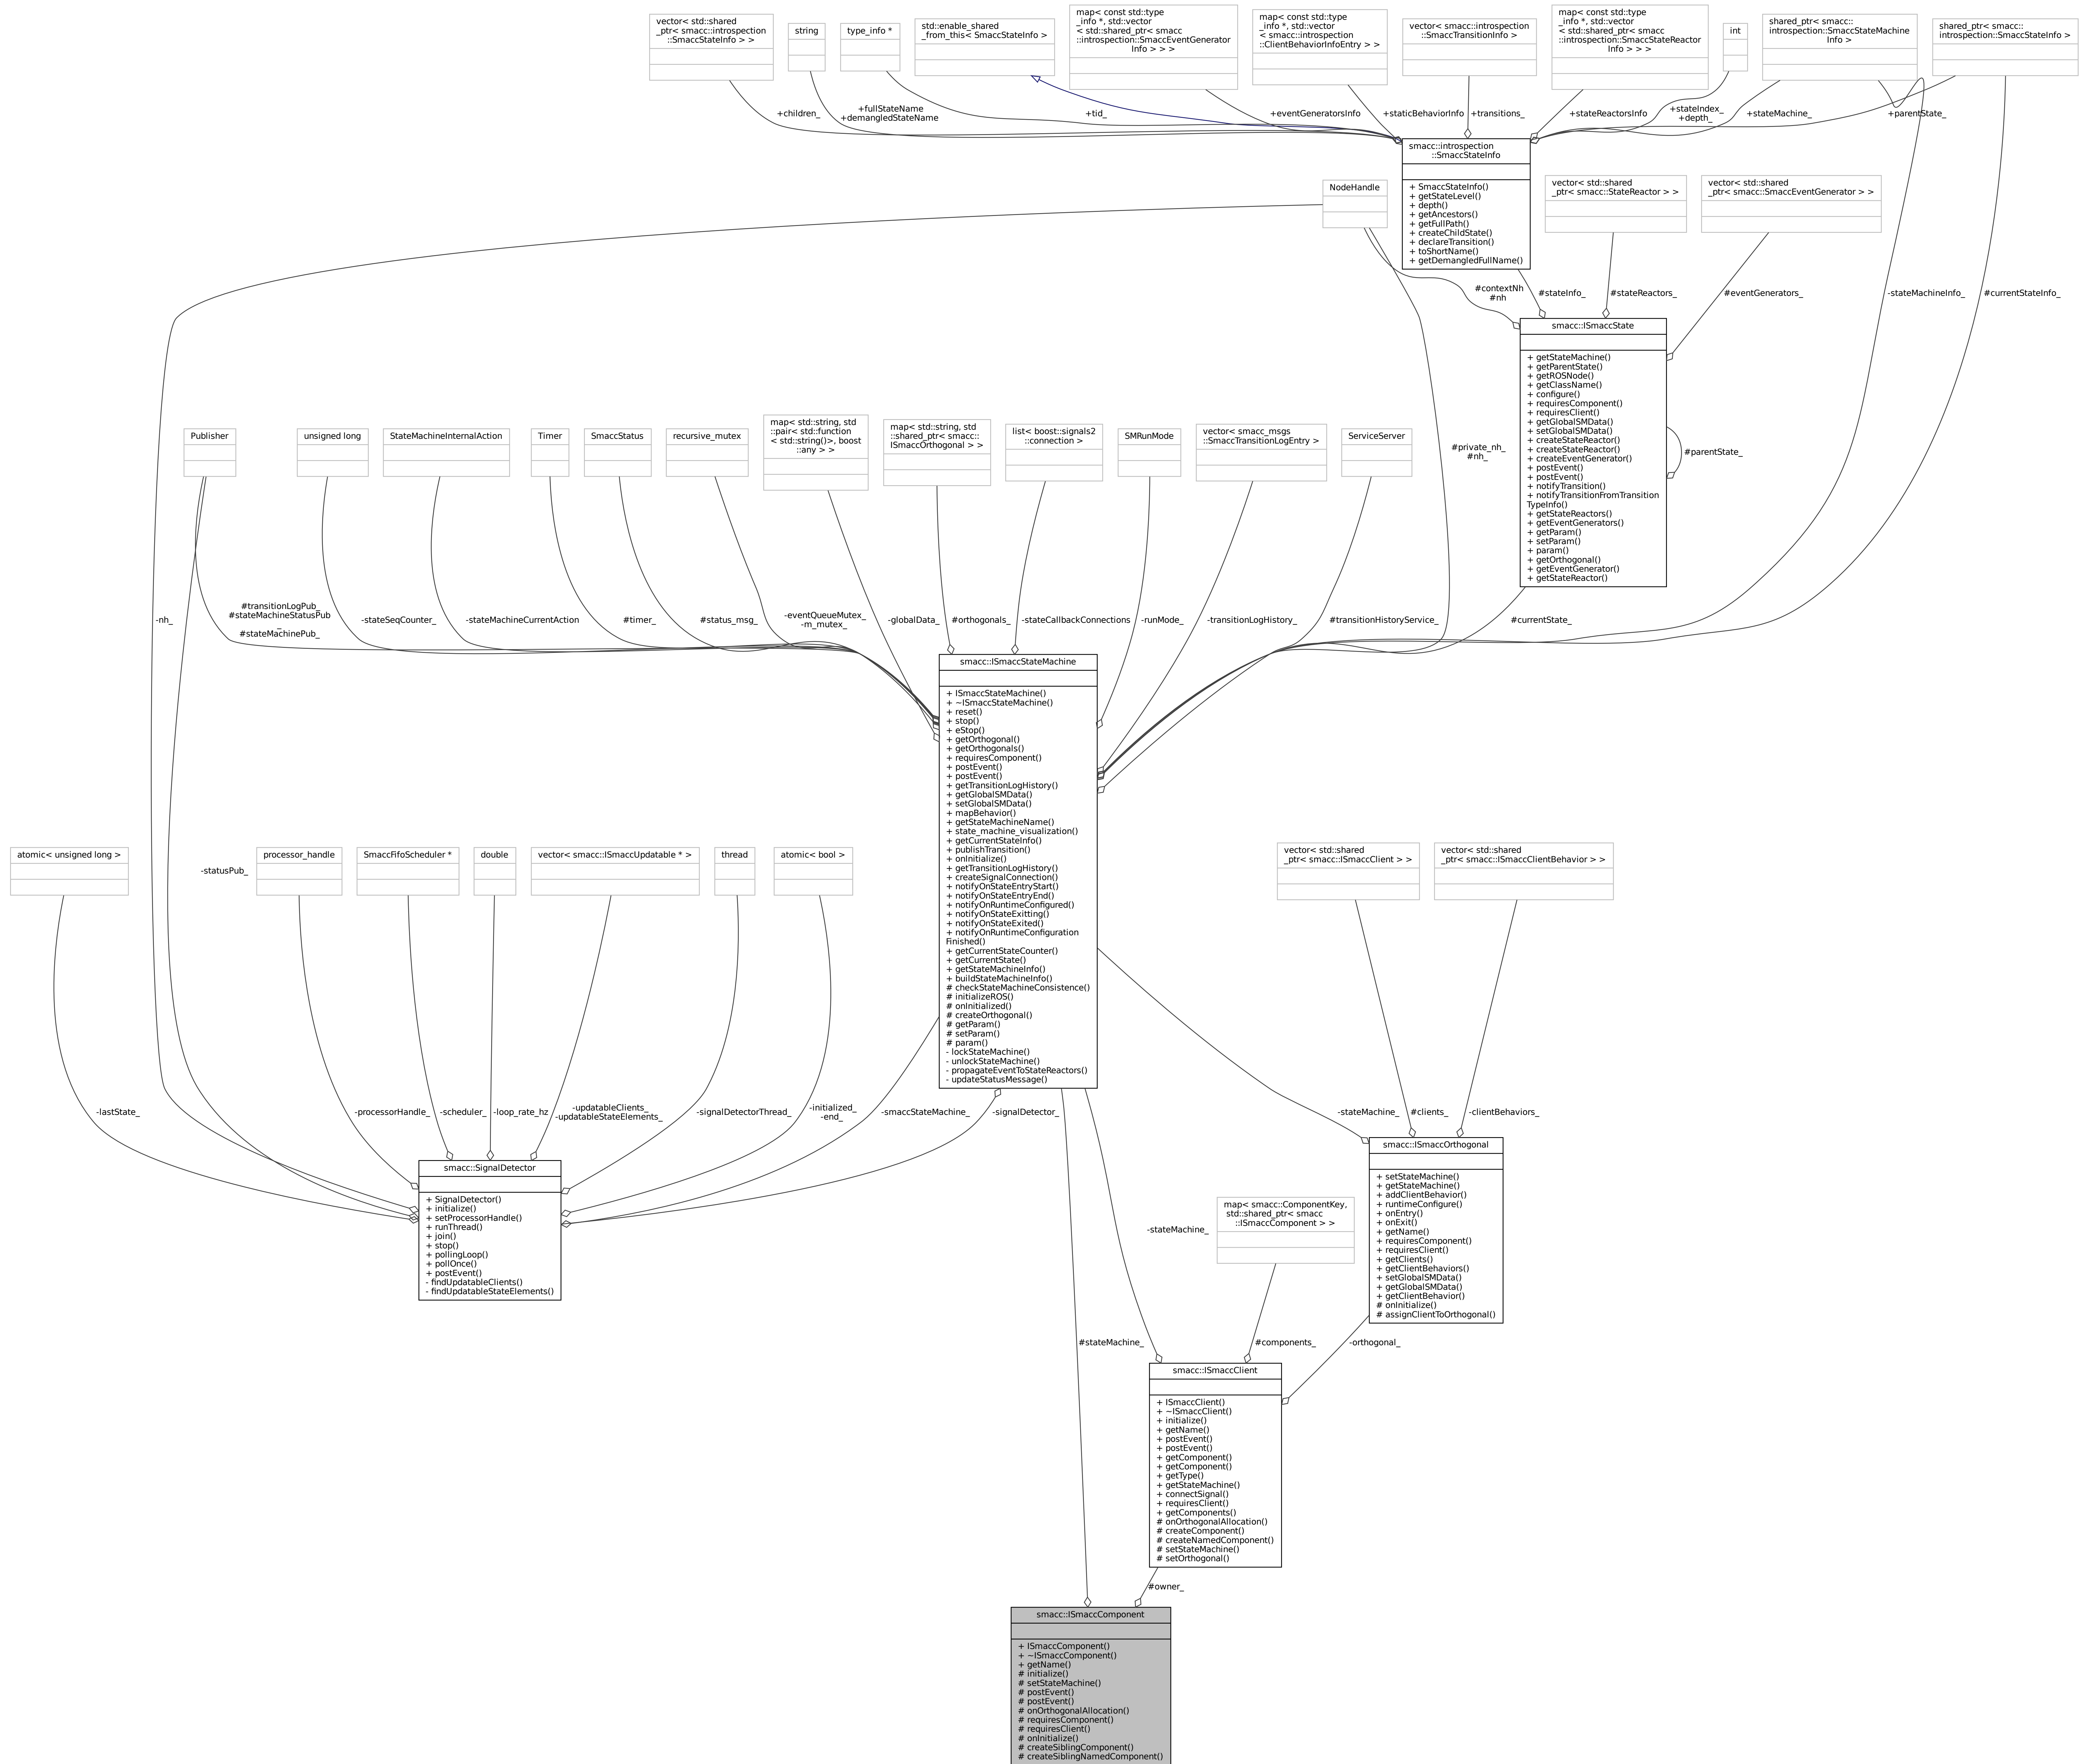 vector< std::shared
_ptr< smacc::introspection
::SmaccStateInfo > >
string
type_info *
std::enable_shared
_from_this< SmaccStateInfo >
map< const std::type
_info *, std::vector
< std::shared_ptr< smacc
::introspection::SmaccEventGenerator
Info > > >
map< const std::type
_info *, std::vector
< smacc::introspection
::ClientBehaviorInfoEntry > >
vector< smacc::introspection
::SmaccTransitionInfo >
map< const std::type
_info *, std::vector
< std::shared_ptr< smacc
::introspection::SmaccStateReactor
Info > > >
int
shared_ptr< smacc::
introspection::SmaccStateMachine
Info >
shared_ptr< smacc::
introspection::SmaccStateInfo >
+children_
+fullStateName
+demangledStateName
+tid_
+eventGeneratorsInfo
+staticBehaviorInfo
+transitions_
+stateReactorsInfo
+stateIndex_
+depth_
+stateMachine_
+parentState_
smacc::introspection
::SmaccStateInfo
+ SmaccStateInfo()
+ getStateLevel()
+ depth()
+ getAncestors()
+ getFullPath()
+ createChildState()
+ declareTransition()
+ toShortName()
+ getDemangledFullName()
NodeHandle
vector< std::shared
_ptr< smacc::StateReactor > >
vector< std::shared
_ptr< smacc::SmaccEventGenerator > >
#contextNh
#nh
#stateInfo_
#stateReactors_
#eventGenerators_
-stateMachineInfo_
#currentStateInfo_
smacc::ISmaccState
+ getStateMachine()
+ getParentState()
+ getROSNode()
+ getClassName()
+ configure()
+ requiresComponent()
+ requiresClient()
+ getGlobalSMData()
+ setGlobalSMData()
+ createStateReactor()
+ createStateReactor()
+ createEventGenerator()
+ postEvent()
+ postEvent()
+ notifyTransition()
+ notifyTransitionFromTransition
TypeInfo()
+ getStateReactors()
+ getEventGenerators()
+ getParam()
+ setParam()
+ param()
+ getOrthogonal()
+ getEventGenerator()
+ getStateReactor()
#parentState_
Publisher
unsigned long
StateMachineInternalAction
Timer
SmaccStatus
recursive_mutex
map< std::string, std
::pair< std::function
< std::string()>, boost
::any > >
map< std::string, std
::shared_ptr< smacc::
ISmaccOrthogonal > >
list< boost::signals2
::connection >
SMRunMode
vector< smacc_msgs
::SmaccTransitionLogEntry >
ServiceServer
#private_nh_
#nh_
-nh_
#transitionLogPub_
#stateMachineStatusPub
_
#stateMachinePub_
-stateSeqCounter_
-stateMachineCurrentAction
#timer_
#status_msg_
-eventQueueMutex_
-m_mutex_
-globalData_
#orthogonals_
-stateCallbackConnections
-runMode_
-transitionLogHistory_
#transitionHistoryService_
#currentState_
smacc::ISmaccStateMachine
+ ISmaccStateMachine()
+ ~ISmaccStateMachine()
+ reset()
+ stop()
+ eStop()
+ getOrthogonal()
+ getOrthogonals()
+ requiresComponent()
+ postEvent()
+ postEvent()
+ getTransitionLogHistory()
+ getGlobalSMData()
+ setGlobalSMData()
+ mapBehavior()
+ getStateMachineName()
+ state_machine_visualization()
+ getCurrentStateInfo()
+ publishTransition()
+ onInitialize()
+ getTransitionLogHistory()
+ createSignalConnection()
+ notifyOnStateEntryStart()
+ notifyOnStateEntryEnd()
+ notifyOnRuntimeConfigured()
+ notifyOnStateExitting()
+ notifyOnStateExited()
+ notifyOnRuntimeConfiguration
Finished()
+ getCurrentStateCounter()
+ getCurrentState()
+ getStateMachineInfo()
+ buildStateMachineInfo()
# checkStateMachineConsistence()
# initializeROS()
# onInitialized()
# createOrthogonal()
# getParam()
# setParam()
# param()
- lockStateMachine()
- unlockStateMachine()
- propagateEventToStateReactors()
- updateStatusMessage()
atomic< unsigned long >
-statusPub_
processor_handle
SmaccFifoScheduler *
double
vector< smacc::ISmaccUpdatable * >
thread
atomic< bool >
vector< std::shared
_ptr< smacc::ISmaccClient > >
vector< std::shared
_ptr< smacc::ISmaccClientBehavior > >
-lastState_
-processorHandle_
-scheduler_
-loop_rate_hz
-updatableClients_
-updatableStateElements_
-signalDetectorThread_
-initialized_
-end_
-smaccStateMachine_
-signalDetector_
-stateMachine_
#clients_
-clientBehaviors_
smacc::SignalDetector
+ SignalDetector()
+ initialize()
+ setProcessorHandle()
+ runThread()
+ join()
+ stop()
+ pollingLoop()
+ pollOnce()
+ postEvent()
- findUpdatableClients()
- findUpdatableStateElements()
smacc::ISmaccOrthogonal
+ setStateMachine()
+ getStateMachine()
+ addClientBehavior()
+ runtimeConfigure()
+ onEntry()
+ onExit()
+ getName()
+ requiresComponent()
+ requiresClient()
+ getClients()
+ getClientBehaviors()
+ setGlobalSMData()
+ getGlobalSMData()
+ getClientBehavior()
# onInitialize()
# assignClientToOrthogonal()
-stateMachine_
map< smacc::ComponentKey,
std::shared_ptr< smacc
::ISmaccComponent > >
#stateMachine_
#components_
-orthogonal_
smacc::ISmaccClient
+ ISmaccClient()
+ ~ISmaccClient()
+ initialize()
+ getName()
+ postEvent()
+ postEvent()
+ getComponent()
+ getComponent()
+ getType()
+ getStateMachine()
+ connectSignal()
+ requiresClient()
+ getComponents()
# onOrthogonalAllocation()
# createComponent()
# createNamedComponent()
# setStateMachine()
# setOrthogonal()
#owner_
smacc::ISmaccComponent
+ ISmaccComponent()
+ ~ISmaccComponent()
+ getName()
# initialize()
# setStateMachine()
# postEvent()
# postEvent()
# onOrthogonalAllocation()
# requiresComponent()
# requiresClient()
# onInitialize()
# createSiblingComponent()
# createSiblingNamedComponent()